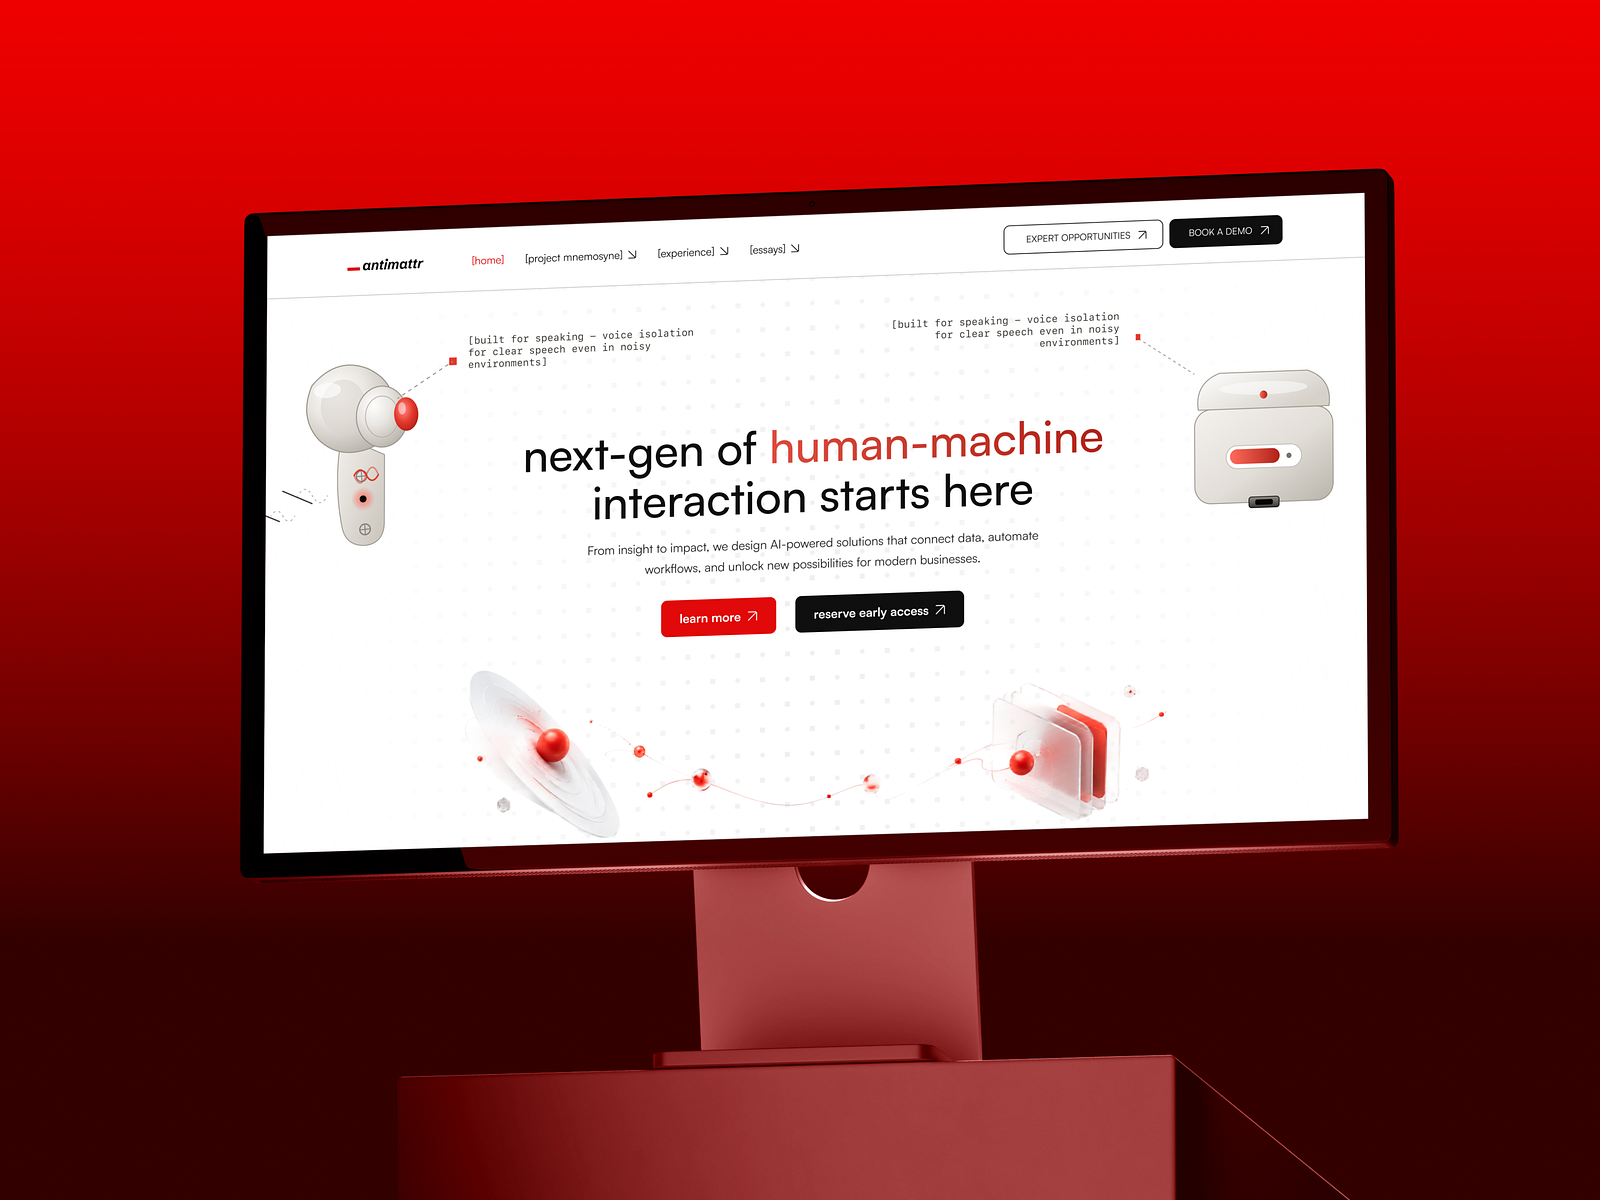 antimattr
[home]
[project mnemosyne]
[experience]
[essays]
EXPERT OPPORTUNITIES
BOOK A DEMO
[built for speaking – voice isolation
for clear speech even in noisy
environments]
[built for speaking – voice isolation
for clear speech even in noisy
environments]
next-gen of human-machine
interaction starts here
From insight to impact, we design AI-powered solutions that connect data, automate
workflows, and unlock new possibilities for modern businesses.
learn more
reserve early access